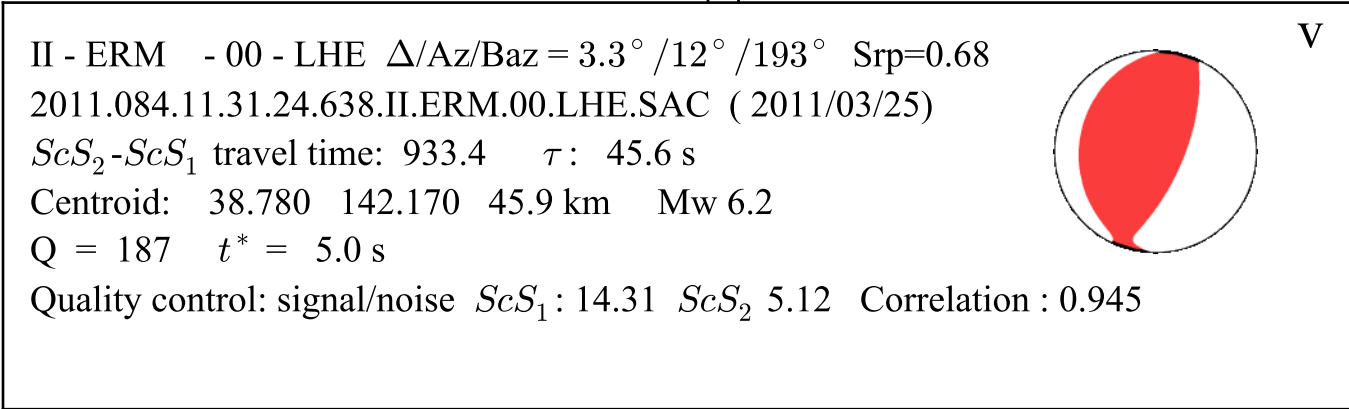 II - ERM - 00 - LHE Δ/Az/Baz = 3.3° /12° /193° Srp=0.68
V
2011.084.11.31.24.638.II.ERM.00.LHE.SAC ( 2011/03/25)
ScS₂-ScS₁ travel time: 933.4 τ : 45.6 s
Centroid: 38.780 142.170 45.9 km Mw 6.2
Q = 187 t* = 5.0 s
Quality control: signal/noise ScS₁: 14.31 ScS₂ 5.12 Correlation : 0.945